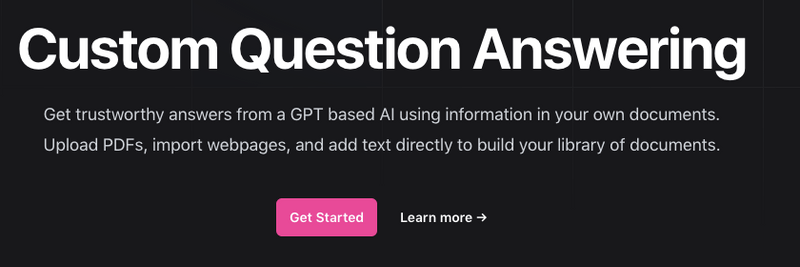 Custom Question Answering
Get trustworthy answers from a GPT based AI using information in your own documents.
Upload PDFs, import webpages, and add text directly to build your library of documents.
Get Started
Learn more →